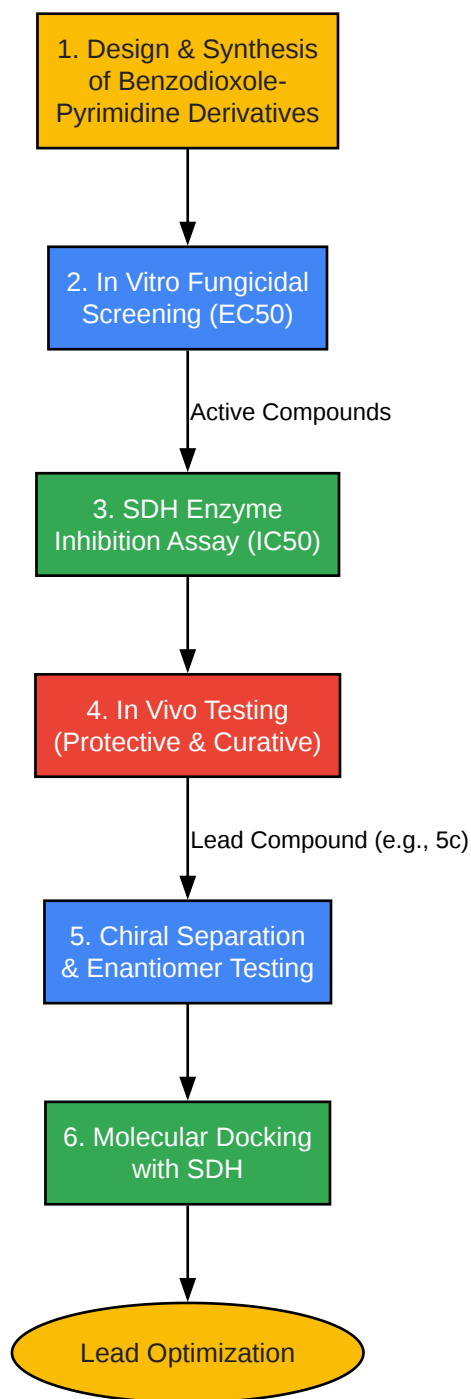 1. Design & Synthesis
of Benzodioxole-
Pyrimidine Derivatives
2. In Vitro Fungicidal
Screening (EC50)
Active Compounds
3. SDH Enzyme
Inhibition Assay (IC50)
4. In Vivo Testing
(Protective & Curative)
Lead Compound (e.g., 5c)
5. Chiral Separation
& Enantiomer Testing
6. Molecular Docking
with SDH
Lead Optimization